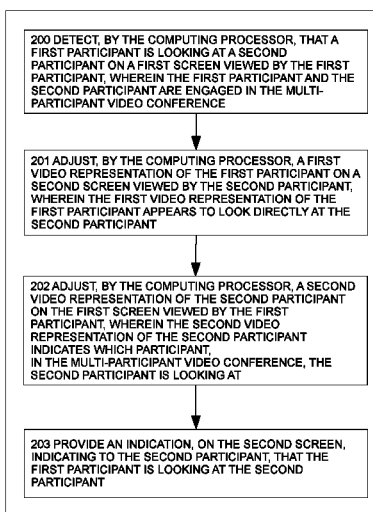 200 DETECT, BY THE COMPUTING PROCESSOR, THAT A
FIRST PARTICIPANT IS LOOKING AT A SECOND
PARTICIPANT ON A FIRST SCREEN VIEWED BY THE FIRST
PARTICIPANT, WHEREIN THE FIRST PARTICIPANT AND THE
SECOND PARTICIPANT ARE ENGAGED IN THE MULTI-
PARTICIPANT VIDEO CONFERENCE
201 ADJUST, BY THE COMPUTING PROCESSOR, A FIRST
VIDEO REPRESENTATION OF THE FIRST PARTICIPANT ON A
SECOND SCREEN VIEWED BY THE SECOND PARTICIPANT,
WHEREIN THE FIRST VIDEO REPRESENTATION OF THE
FIRST PARTICIPANT APPEARS TO LOOK DIRECTLY AT THE
SECOND PARTICIPANT
202 ADJUST, BY THE COMPUTING PROCESSOR, A SECOND
VIDEO REPRESENTATION OF THE SECOND PARTICIPANT
ON THE FIRST SCREEN VIEWED BY THE FIRST
PARTICIPANT, WHEREIN THE SECOND VIDEO
REPRESENTATION OF THE SECOND PARTICIPANT
INDICATES WHICH PARTICIPANT,
IN THE MULTI-PARTICIPANT VIDEO CONFERENCE, THE
SECOND PARTICIPANT IS LOOKING AT
203 PROVIDE AN INDICATION, ON THE SECOND SCREEN,
INDICATING TO THE SECOND PARTICIPANT, THAT THE
FIRST PARTICIPANT IS LOOKING AT THE SECOND
PARTICIPANT